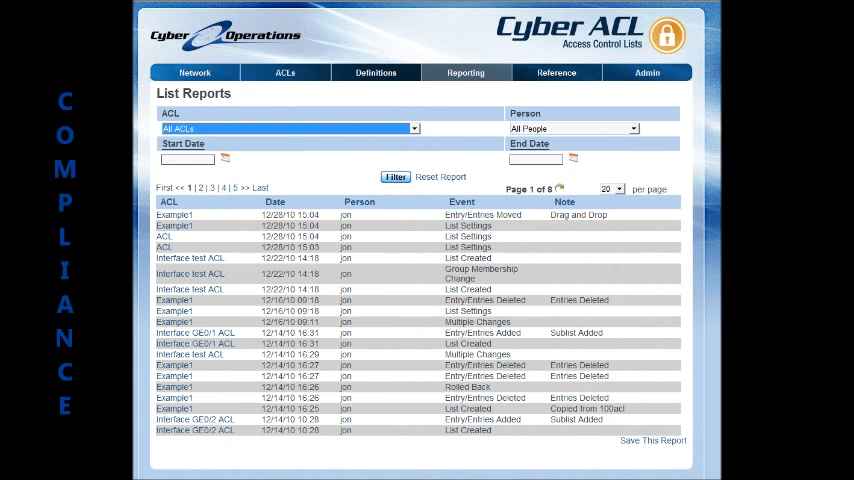 COMPLIANCE
Cyber Operations
Cyber ACL
Access Control Lists
Network ACLs Definitions Reporting Reference Admin
List Reports
ACL Person
All ACLs All People
Start Date End Date
Filter Reset Report
First << 1 | 2 | 3 | 4 | 5 >> Last Page 1 of 8 20 per page
ACL Date Person Event Note
Example1 12/28/10 15:04 jon Entry/Entries Moved Drag and Drop
Example1 12/28/10 15:04 jon List Settings
ACL 12/28/10 15:04 jon List Settings
ACL 12/28/10 15:03 jon List Settings
Interface test ACL 12/22/10 14:18 jon List Created
Interface test ACL 12/22/10 14:18 jon Group Membership Change
Interface test ACL 12/22/10 14:18 jon List Created
Example1 12/16/10 09:18 jon Entry/Entries Deleted Entries Deleted
Example1 12/16/10 09:18 jon List Settings
Example1 12/16/10 09:11 jon Multiple Changes
Interface GE0/1 ACL 12/14/10 16:31 jon Entry/Entries Added Sublist Added
Interface GE0/1 ACL 12/14/10 16:31 jon List Created
Interface test ACL 12/14/10 16:29 jon Multiple Changes
Example1 12/14/10 16:27 jon Entry/Entries Deleted Entries Deleted
Example1 12/14/10 16:27 jon Entry/Entries Deleted Entries Deleted
Example1 12/14/10 16:26 jon Rolled Back
Example1 12/14/10 16:26 jon Entry/Entries Deleted Entries Deleted
Example1 12/14/10 16:25 jon List Created Copied from 100acl
Interface GE0/2 ACL 12/14/10 10:28 jon Entry/Entries Added Sublist Added
Interface GE0/2 ACL 12/14/10 10:28 jon List Created
Save This Report